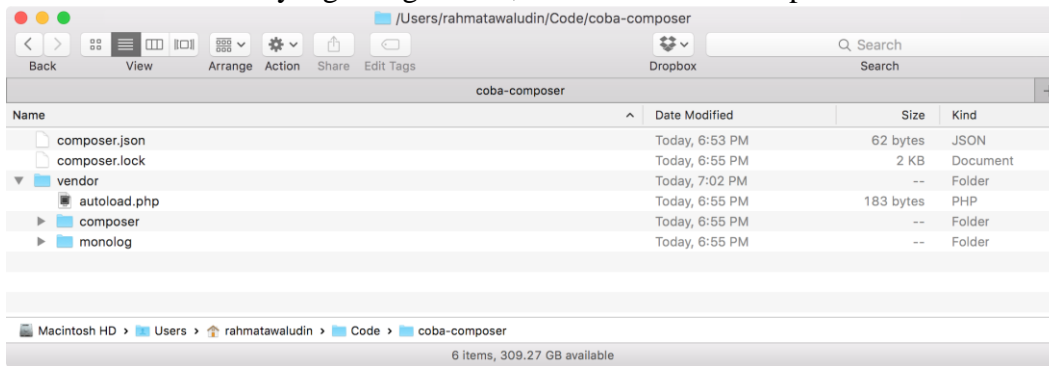 /Users/rahmatawaludin/Code/coba-composer
Search
Back View Arrange Action Share Edit Tags Dropbox Search
coba-composer
Name Date Modified Size Kind
composer.json Today, 6:53 PM 62 bytes JSON
composer.lock Today, 6:55 PM 2 KB Document
vendor Today, 7:02 PM -- Folder
autoload.php Today, 6:55 PM 183 bytes PHP
composer Today, 6:55 PM -- Folder
monolog Today, 6:55 PM -- Folder
Macintosh HD › Users › rahmatawaludin › Code › coba-composer
6 items, 309.27 GB available